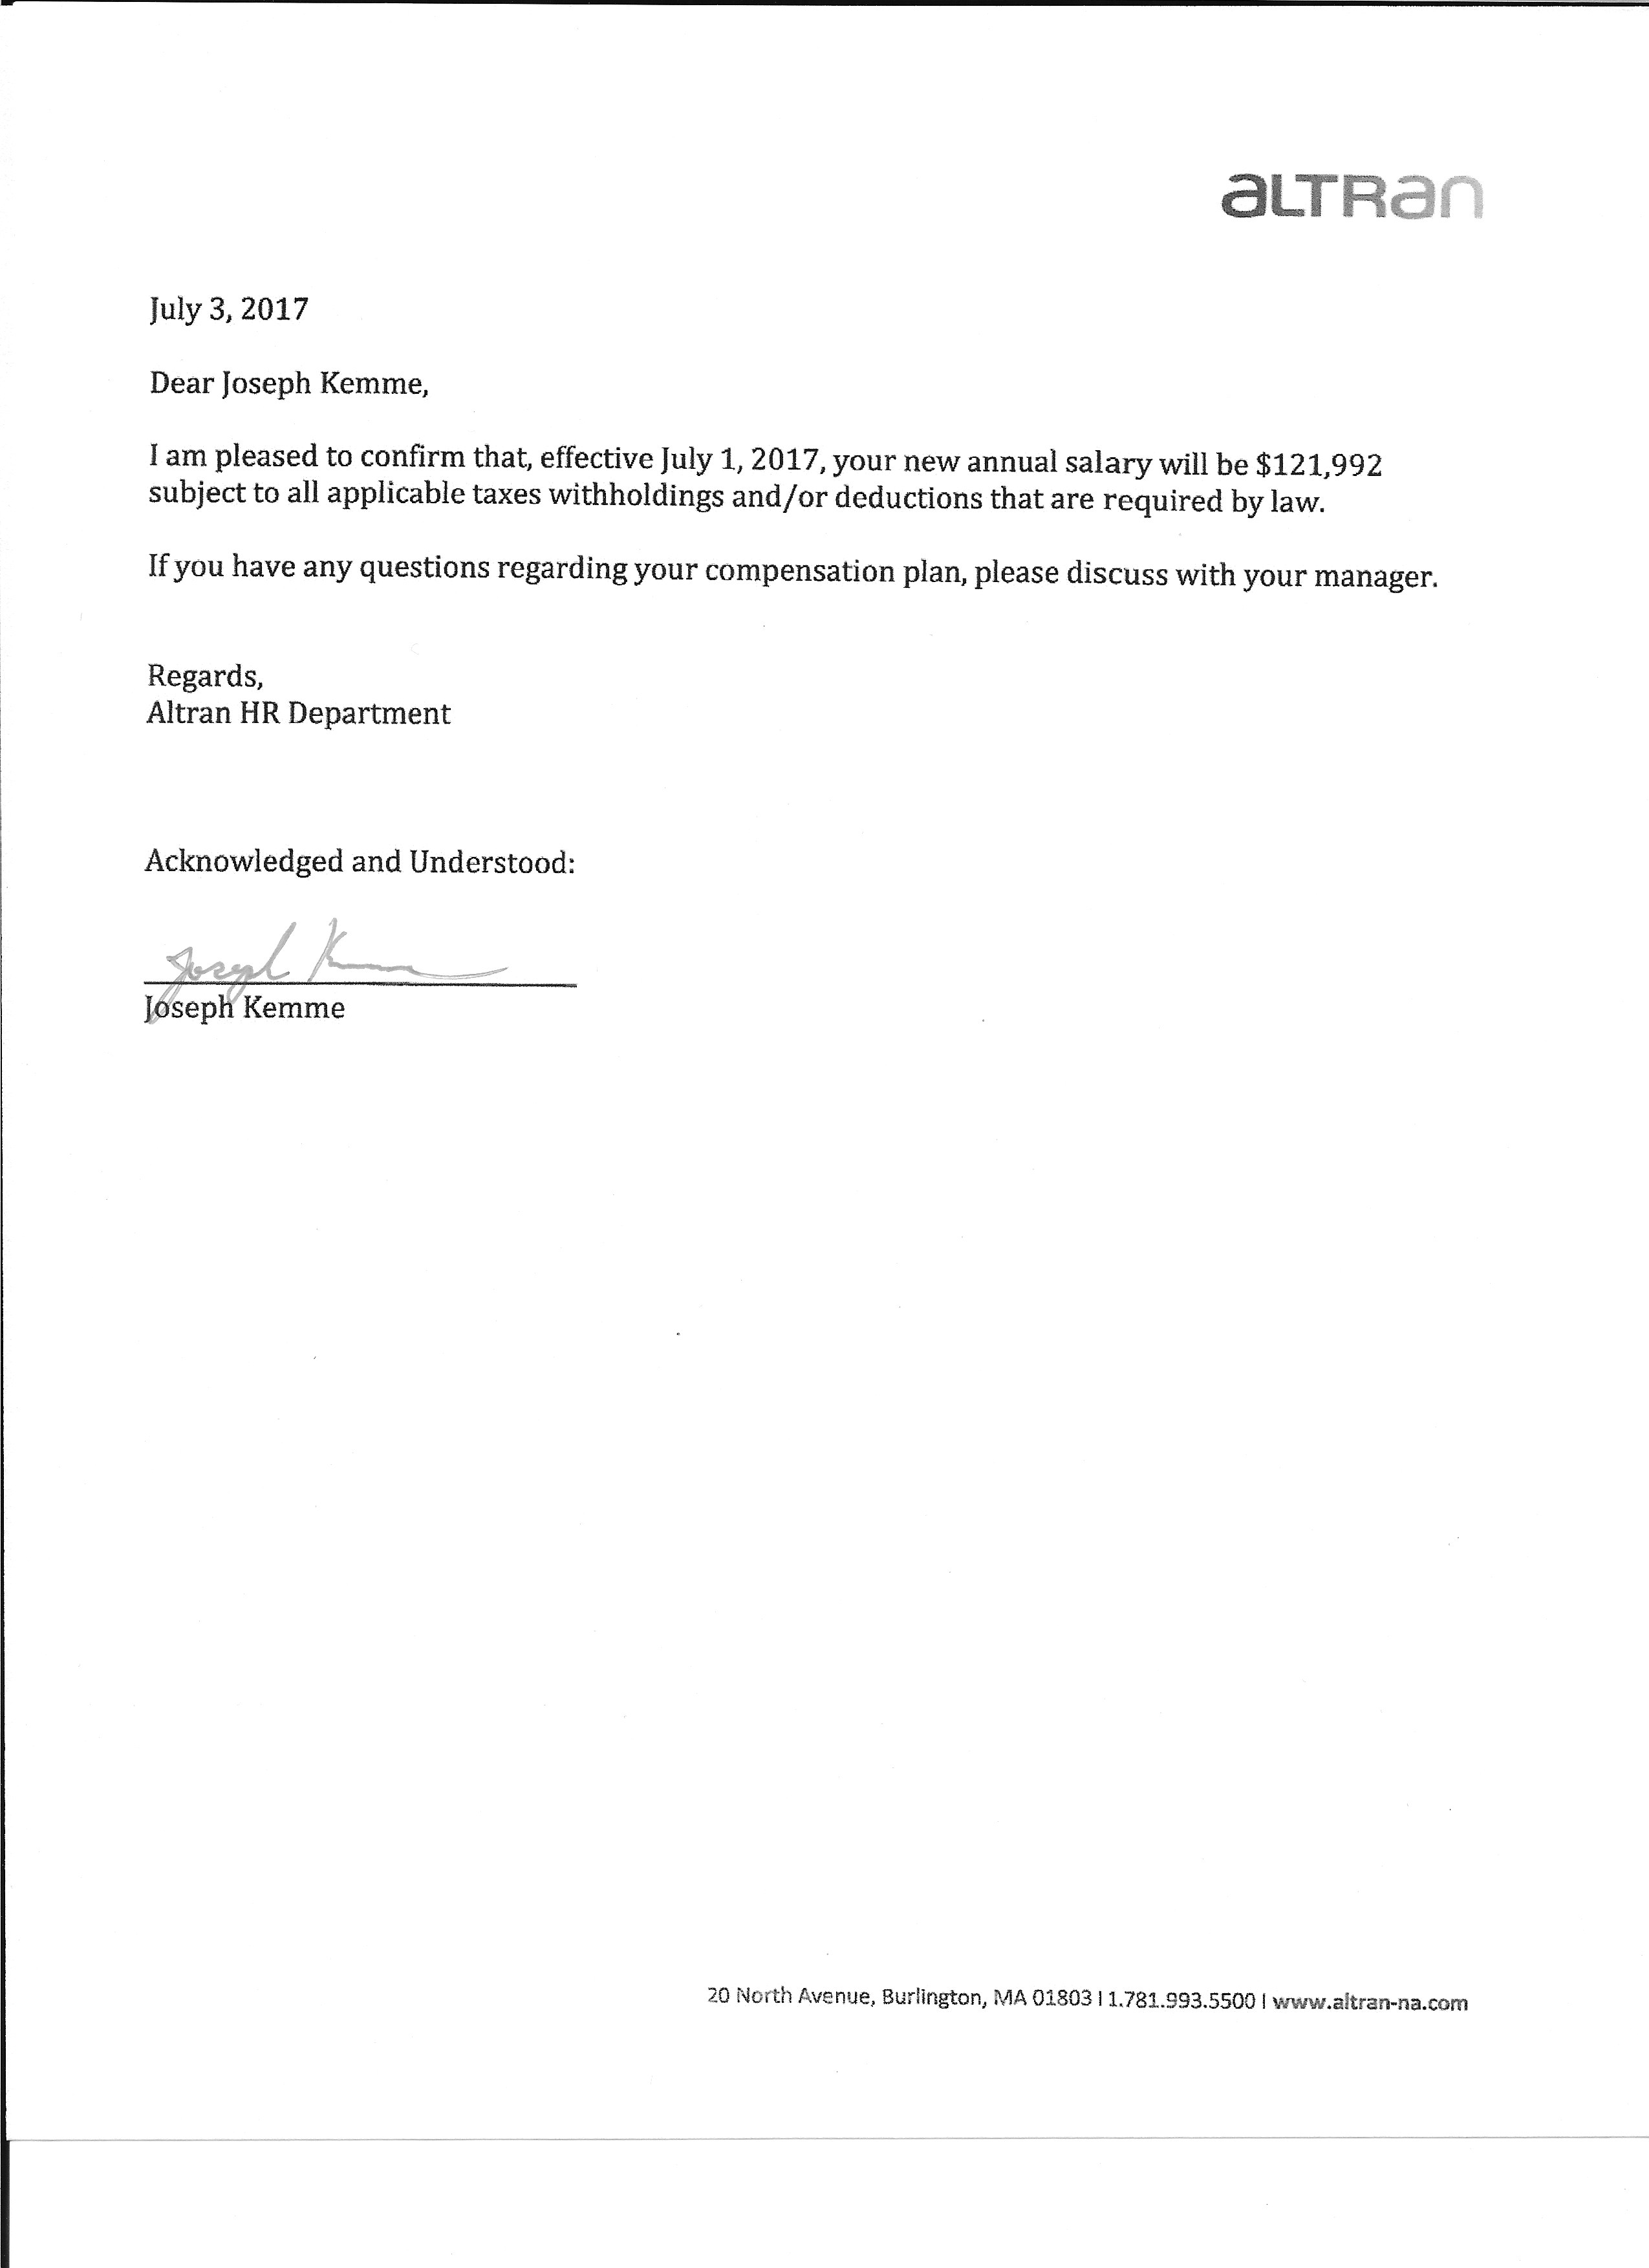 aLTRan
July 3, 2017
Dear Joseph Kemme,
I am pleased to confirm that, effective July 1, 2017, your new annual salary will be $121,992
subject to all applicable taxes withholdings and/or deductions that are required by law.
If you have any questions regarding your compensation plan, please discuss with your manager.
Regards,
Altran HR Department
Acknowledged and Understood:
Joseph Kemme
Joseph Kemme
20 North Avenue, Burlington, MA 01803 | 1.781.993.5500 | www.altran-na.com